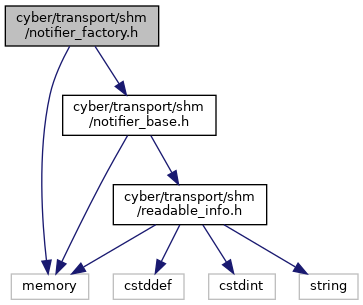 cyber/transport/shm
/notifier_factory.h
cyber/transport/shm
/notifier_base.h
cyber/transport/shm
/readable_info.h
memory
cstddef
cstdint
string